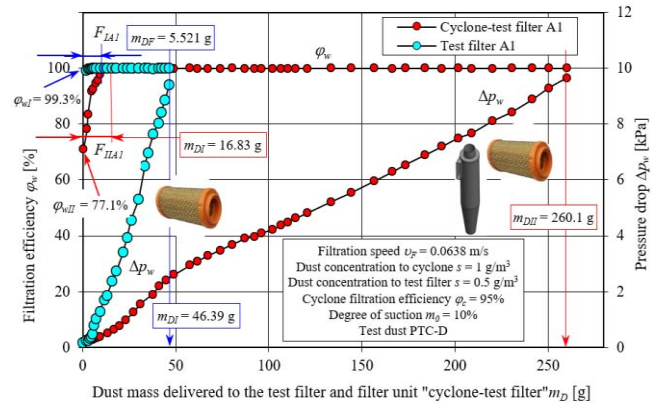 F_IA1
m_DF = 5.521 g
Cyclone-test filter A1
Test filter A1
φ_w
φ_wI = 99.3%
Δp_w
F_IIA1
m_DI = 16.83 g
φ_wII = 77.1%
m_DII = 260.1 g
Δp_w
m_DI = 46.39 g
Filtration speed υ_F = 0.0638 m/s
Dust concentration to cyclone s = 1 g/m³
Dust concentration to test filter s = 0.5 g/m³
Cyclone filtration efficiency φ_c = 95%
Degree of suction m_0 = 10%
Test dust PTC-D
Filtration efficiency φ_w [%]
100
80
60
40
20
0
Pressure drop Δp_w [kPa]
12
10
8
6
4
2
0
0 50 100 150 200 250 300
Dust mass delivered to the test filter and filter unit "cyclone-test filter" m_D [g]